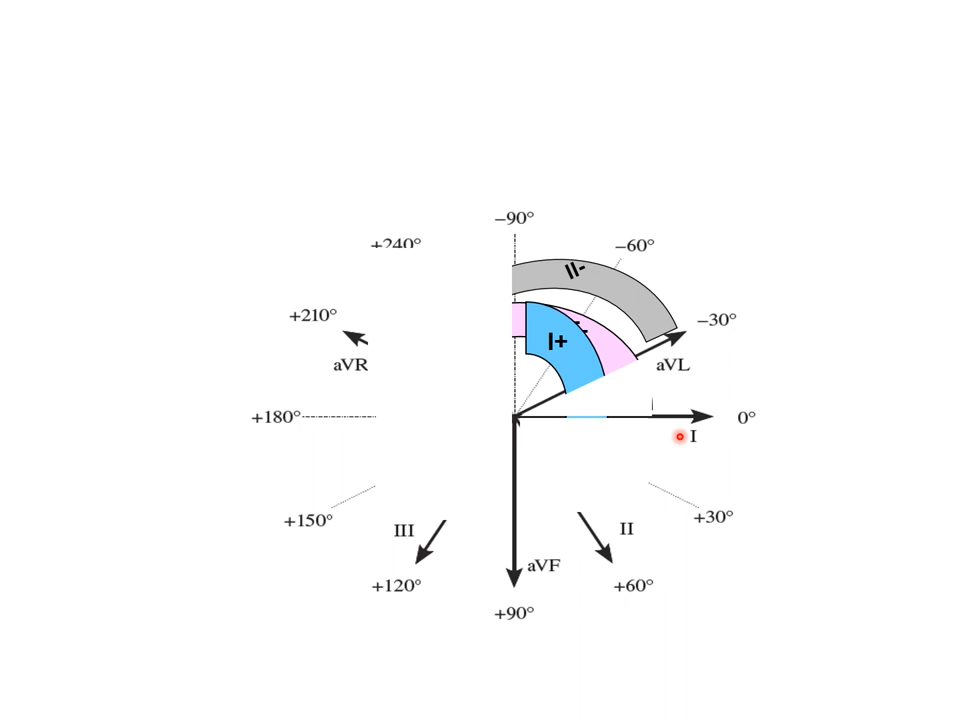 –90°
+240°
–60°
II-
+210°
–30°
I+
aVR
aVL
+180°
0°
I
+150°
+30°
III
II
aVF
+120°
+60°
+90°